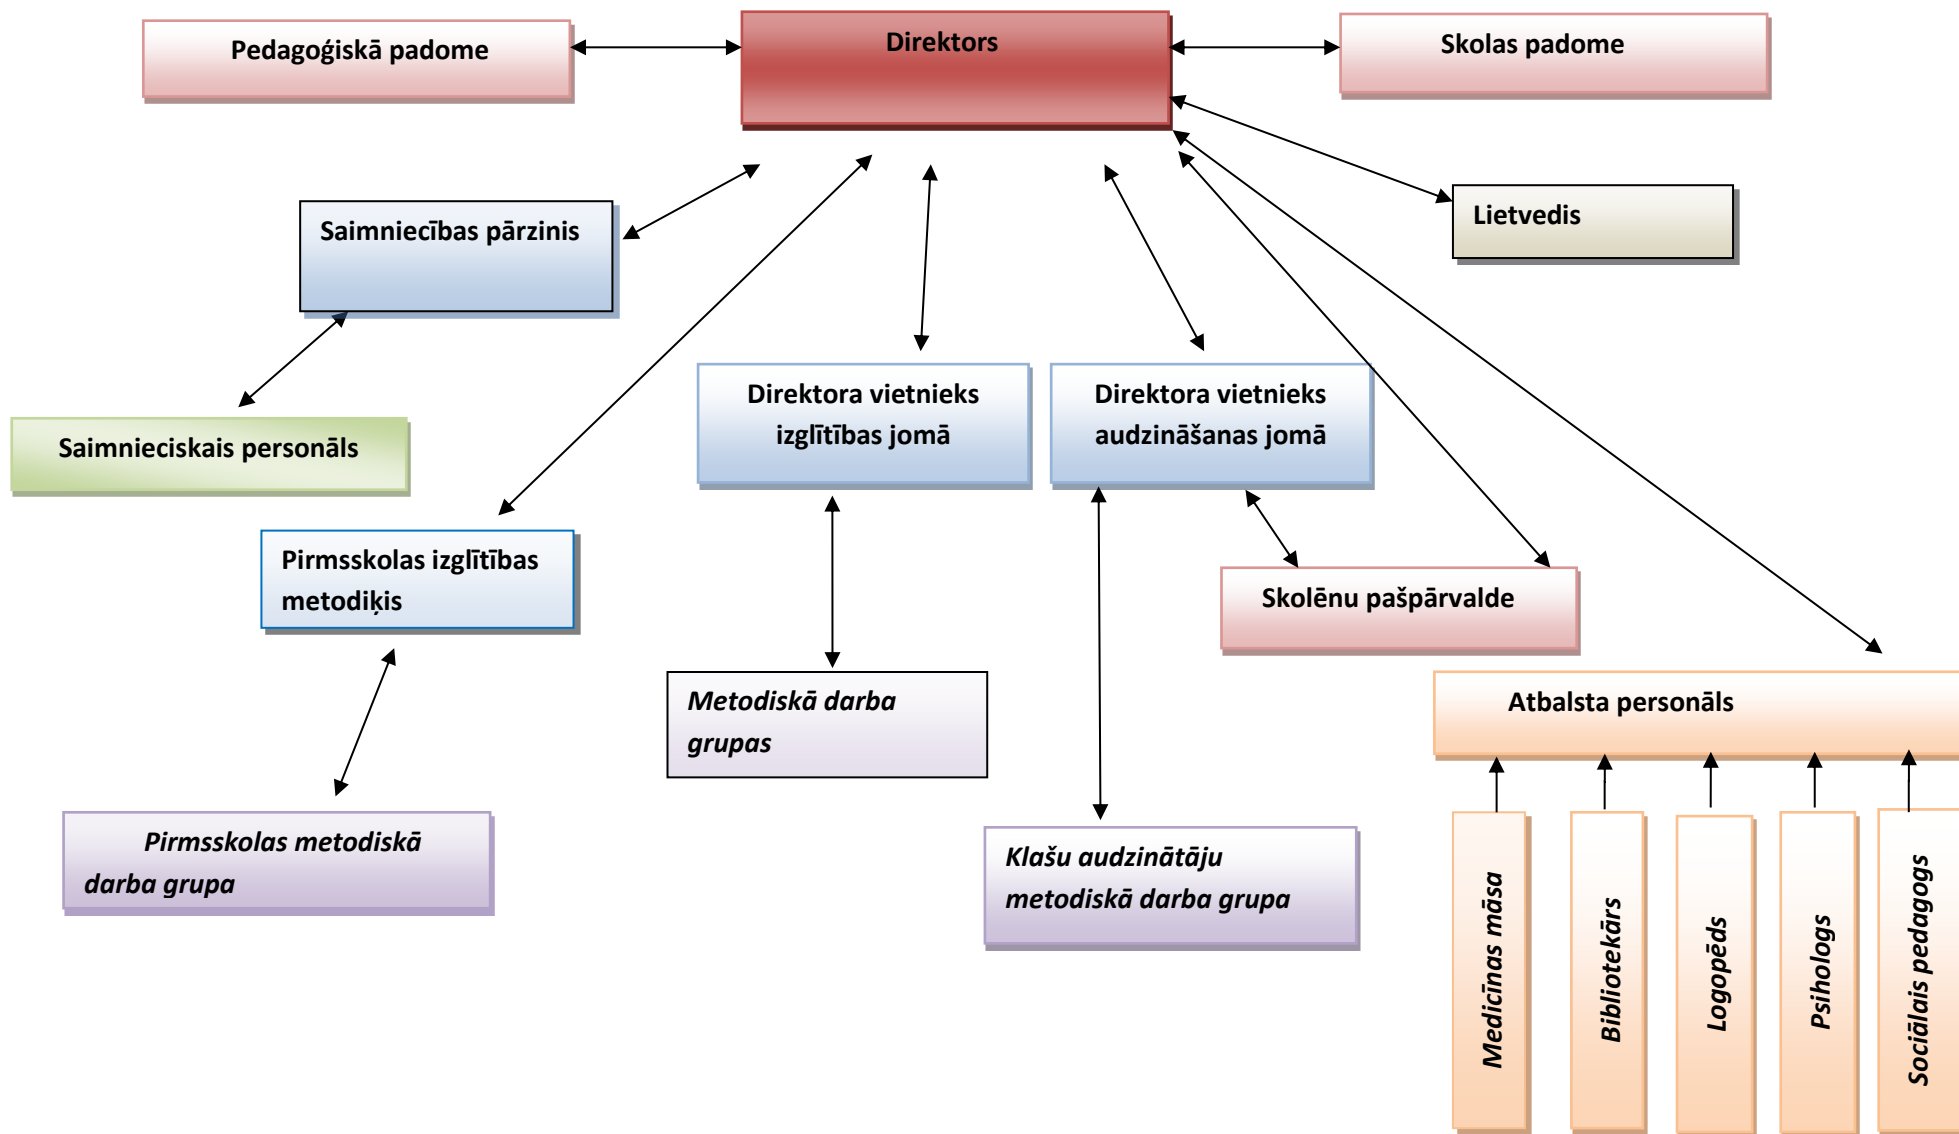 Pedagoģiskā padome
Direktors
Skolas padome
Saimniecības pārzinis
Lietvedis
Direktora vietnieks
izglītības jomā
Direktora vietnieks
audzināšanas jomā
Saimnieciskais personāls
Pirmsskolas izglītības
metodiķis
Skolēnu pašpārvalde
Metodiskā darba
grupas
Atbalsta personāls
Pirmsskolas metodiskā
darba grupa
Klašu audzinātāju
metodiskā darba grupa
Medicīnas māsa
Bibliotekārs
Logopēds
Psihologs
Sociālais pedagogs